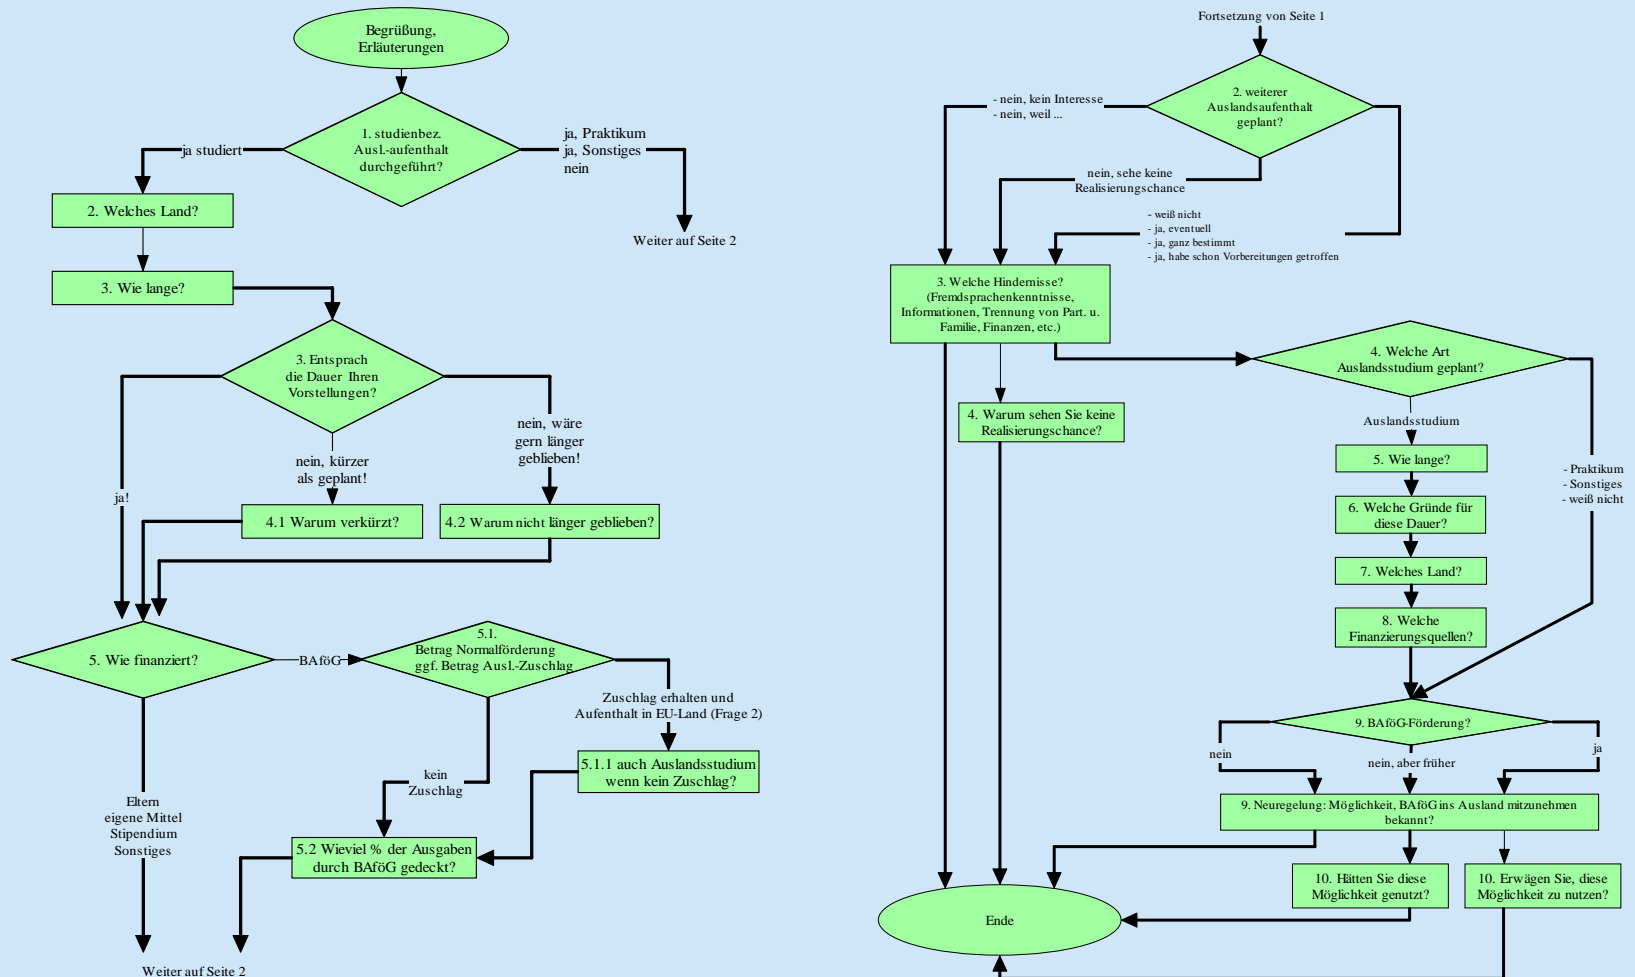 Begrüßung,
Erläuterungen
1. studienbez.
Ausl.-aufenthalt
durchgeführt?
ja studiert
ja, Praktikum
ja, Sonstiges
nein
Weiter auf Seite 2
2. Welches Land?
3. Wie lange?
3. Entsprach
die Dauer Ihren
Vorstellungen?
ja!
nein, kürzer
als geplant!
nein, wäre
gern länger
geblieben!
4.1 Warum verkürzt?
4.2 Warum nicht länger geblieben?
5. Wie finanziert?
BAföG
5.1.
Betrag Normalförderung
ggf. Betrag Ausl.-Zuschlag
Zuschlag erhalten und
Aufenthalt in EU-Land (Frage 2)
5.1.1 auch Auslandsstudium
wenn kein Zuschlag?
kein
Zuschlag
Eltern
eigene Mittel
Stipendium
Sonstiges
5.2 Wieviel % der Ausgaben
durch BAföG gedeckt?
Weiter auf Seite 2
Fortsetzung von Seite 1
2. weiterer
Auslandsaufenthalt
geplant?
- nein, kein Interesse
- nein, weil ...
nein, sehe keine
Realisierungschance
- weiß nicht
- ja, eventuell
- ja, ganz bestimmt
- ja, habe schon Vorbereitungen getroffen
3. Welche Hindernisse?
(Fremdsprachenkenntnisse,
Informationen, Trennung von Part. u.
Familie, Finanzen, etc.)
4. Welche Art
Auslandsstudium geplant?
4. Warum sehen Sie keine
Realisierungschance?
Auslandsstudium
5. Wie lange?
- Praktikum
- Sonstiges
- weiß nicht
6. Welche Gründe für
diese Dauer?
7. Welches Land?
8. Welche
Finanzierungsquellen?
9. BAföG-Förderung?
nein
nein, aber früher
ja
9. Neuregelung: Möglichkeit, BAföG ins Ausland mitzunehmen
bekannt?
10. Hätten Sie diese
Möglichkeit genutzt?
10. Erwägen Sie, diese
Möglichkeit zu nutzen?
Ende